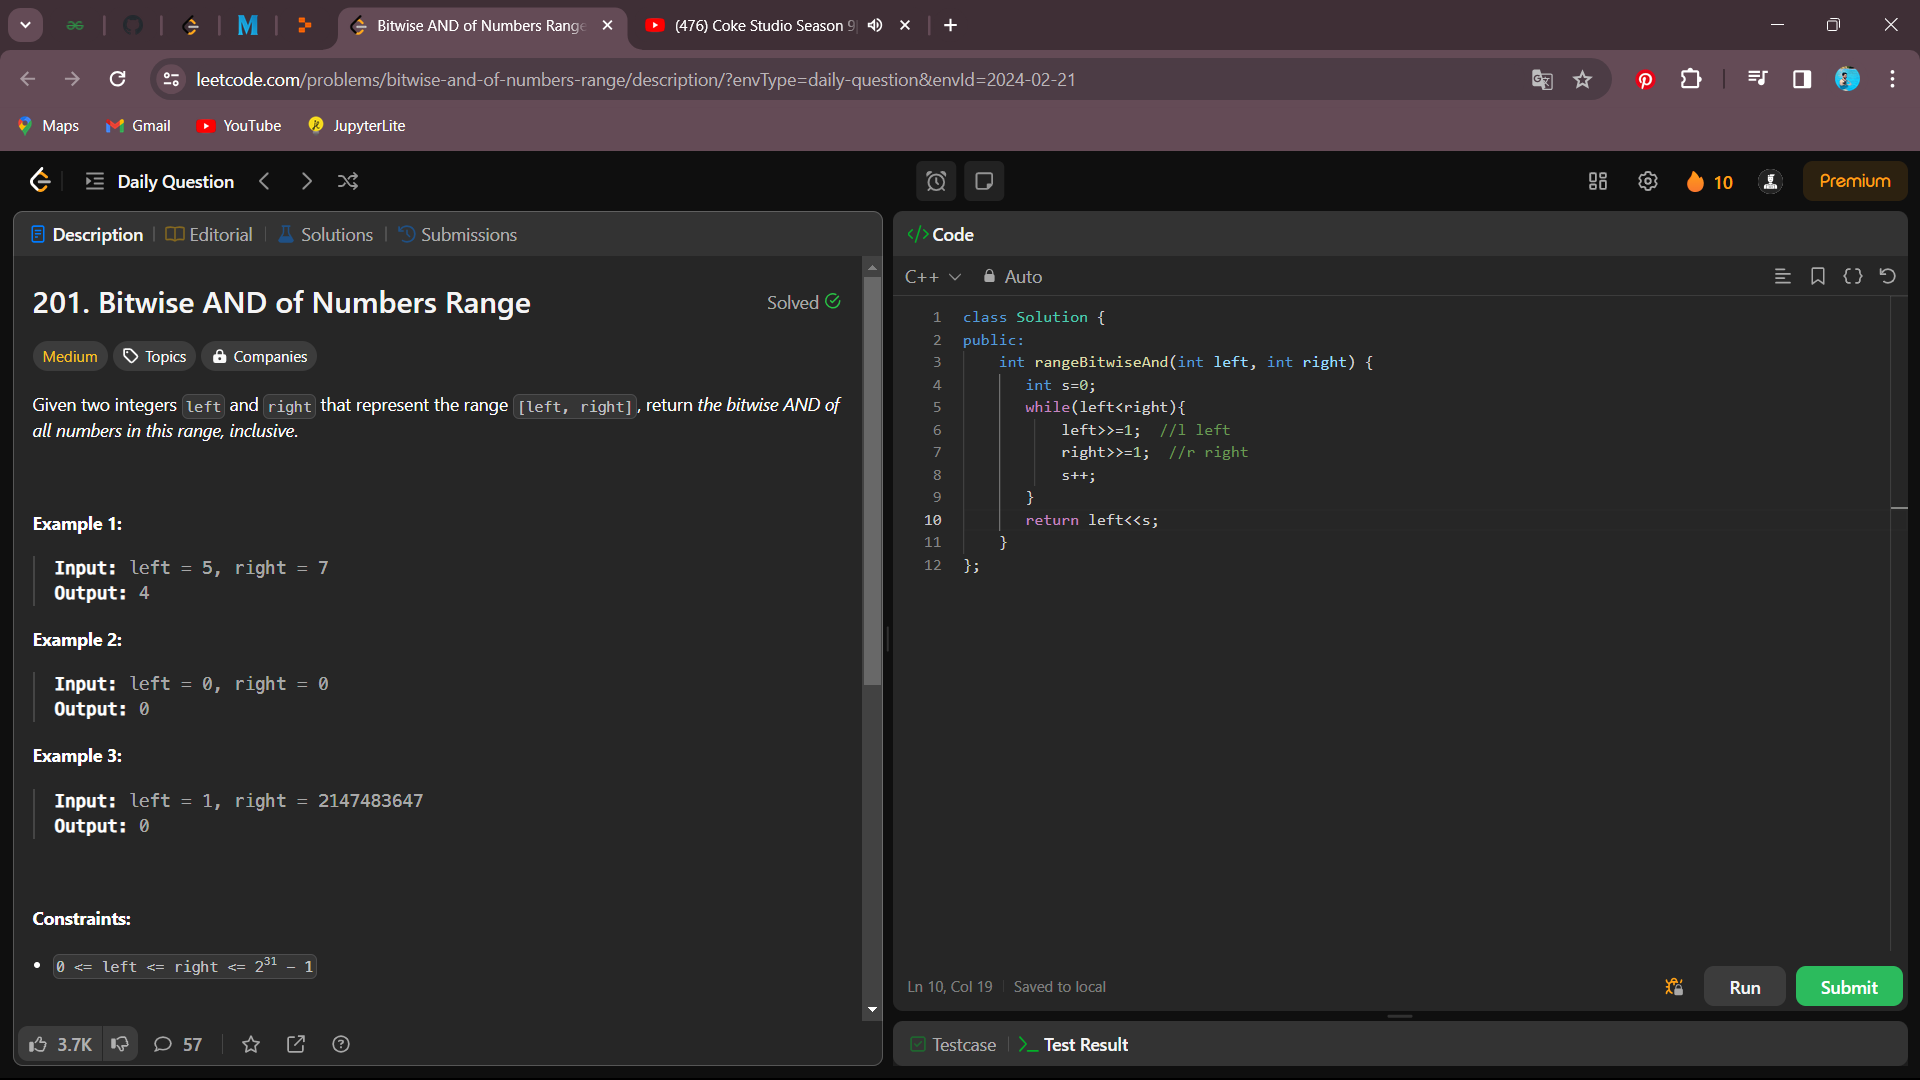 Bitwise AND of Numbers Range
(476) Coke Studio Season 9
leetcode.com/problems/bitwise-and-of-numbers-range/description/?envType=daily-question&envId=2024-02-21
Maps
Gmail
YouTube
JupyterLite
Daily Question
10
Premium
Description
Editorial
Solutions
Submissions
201. Bitwise AND of Numbers Range
Solved
Medium
Topics
Companies
Given two integers left and right that represent the range [left, right], return the bitwise AND of
all numbers in this range, inclusive.
Example 1:
Input: left = 5, right = 7
Output: 4
Example 2:
Input: left = 0, right = 0
Output: 0
Example 3:
Input: left = 1, right = 2147483647
Output: 0
Constraints:
0 <= left <= right <= 2³¹ - 1
3.7K
57
</> Code
C++
Auto
1 class Solution {
2 public:
3 int rangeBitwiseAnd(int left, int right) {
4 int s=0;
5 while(left<right){
6 left>>=1; //l left
7 right>>=1; //r right
8 s++;
9 }
10 return left<<s;
11 }
12 };
Ln 10, Col 19
Saved to local
Run
Submit
Testcase
Test Result